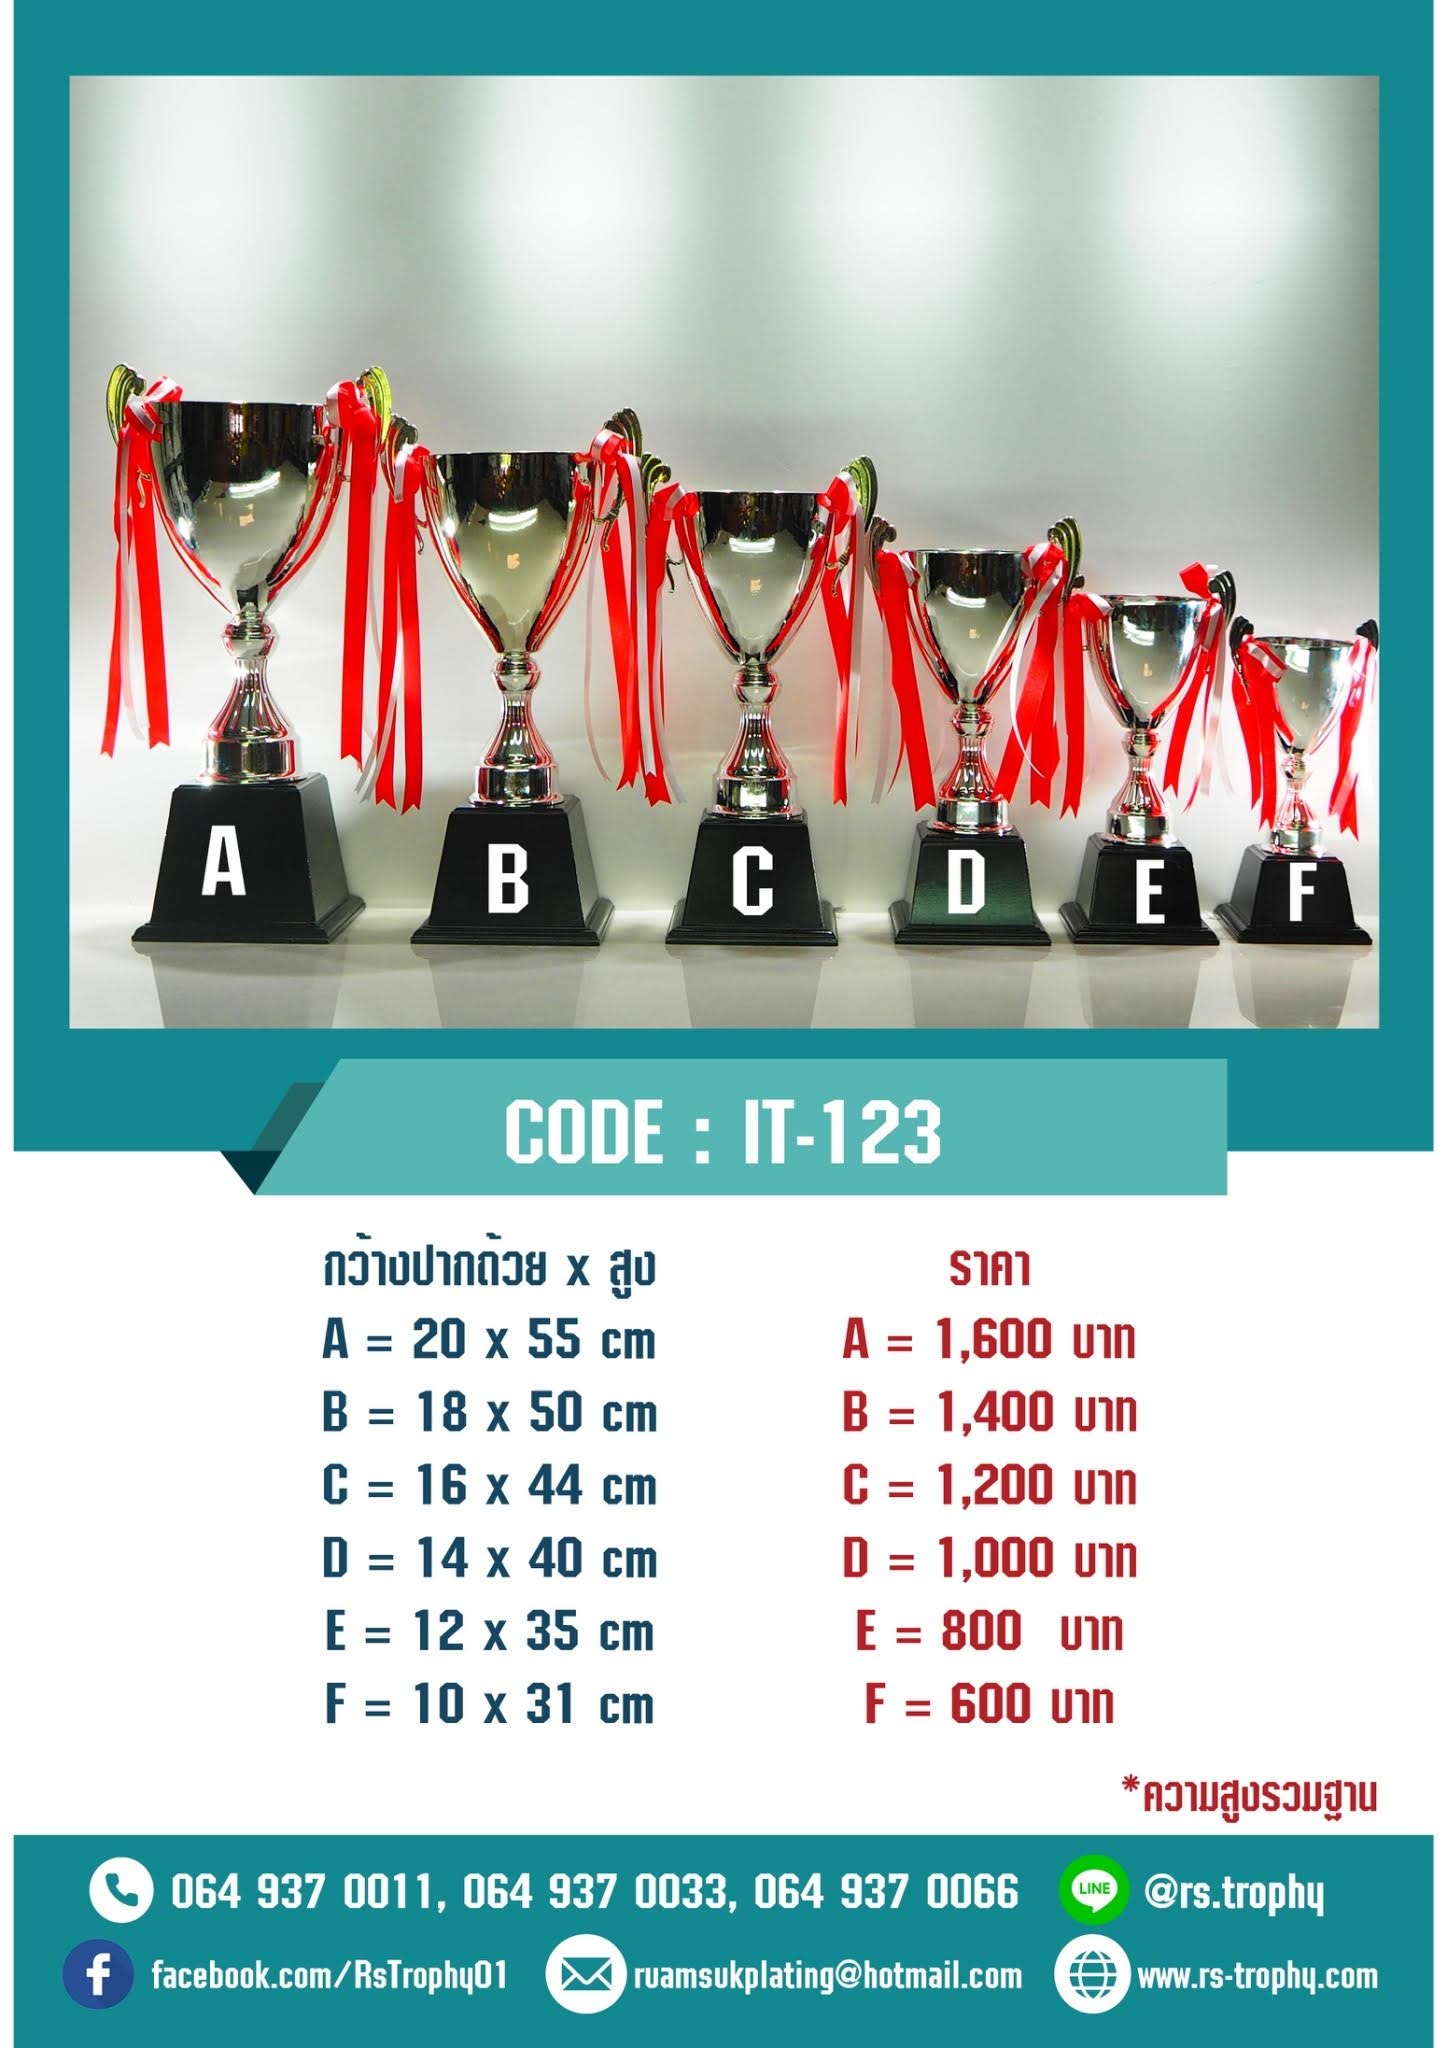 A
B
C
D
E
F
CODE : IT-123
กว้างปากถ้วย x สูง
A = 20 x 55 cm
B = 18 x 50 cm
C = 16 x 44 cm
D = 14 x 40 cm
E = 12 x 35 cm
F = 10 x 31 cm
ราคา
A = 1,600 บาท
B = 1,400 บาท
C = 1,200 บาท
D = 1,000 บาท
E = 800 บาท
F = 600 บาท
*ความสูงรวมฐาน
064 937 0011, 064 937 0033, 064 937 0066
LINE @rs.trophy
f facebook.com/RsTrophy01
ruamsukplating@hotmail.com
www.rs-trophy.com